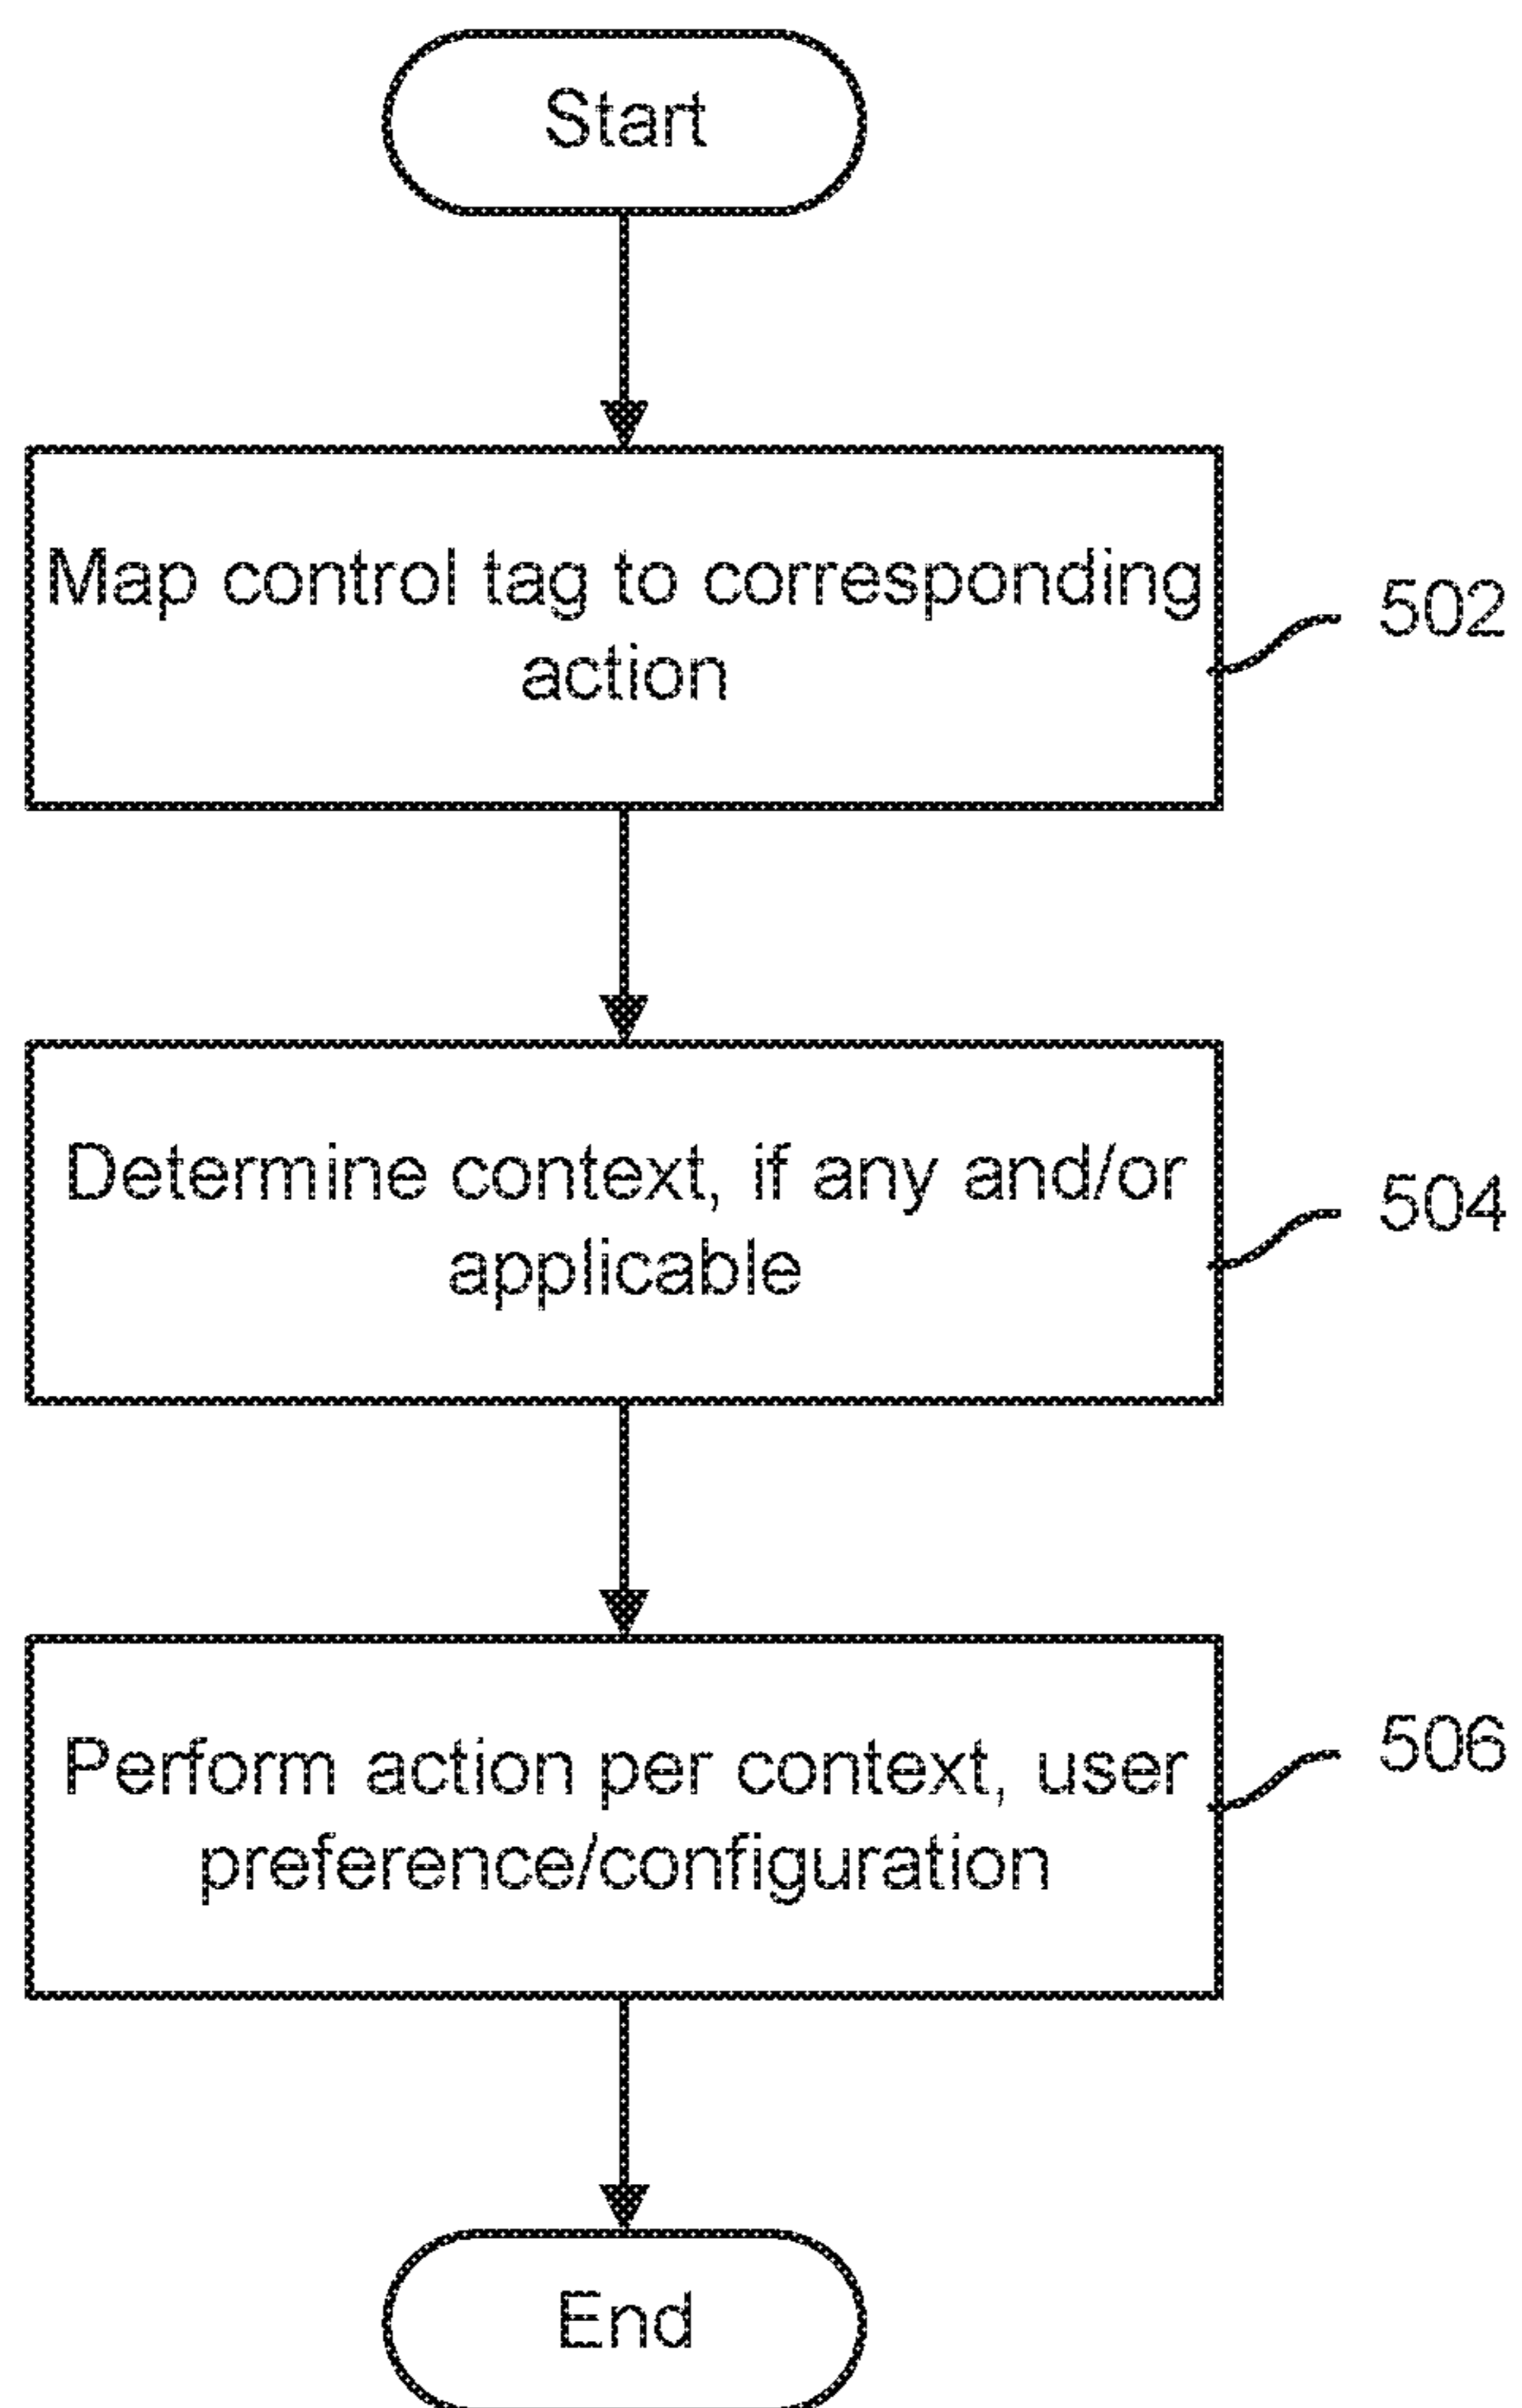 Start
Map control tag to corresponding
action
502
Determine context, if any and/or
applicable
504
Perform action per context, user
preference/configuration
506
End